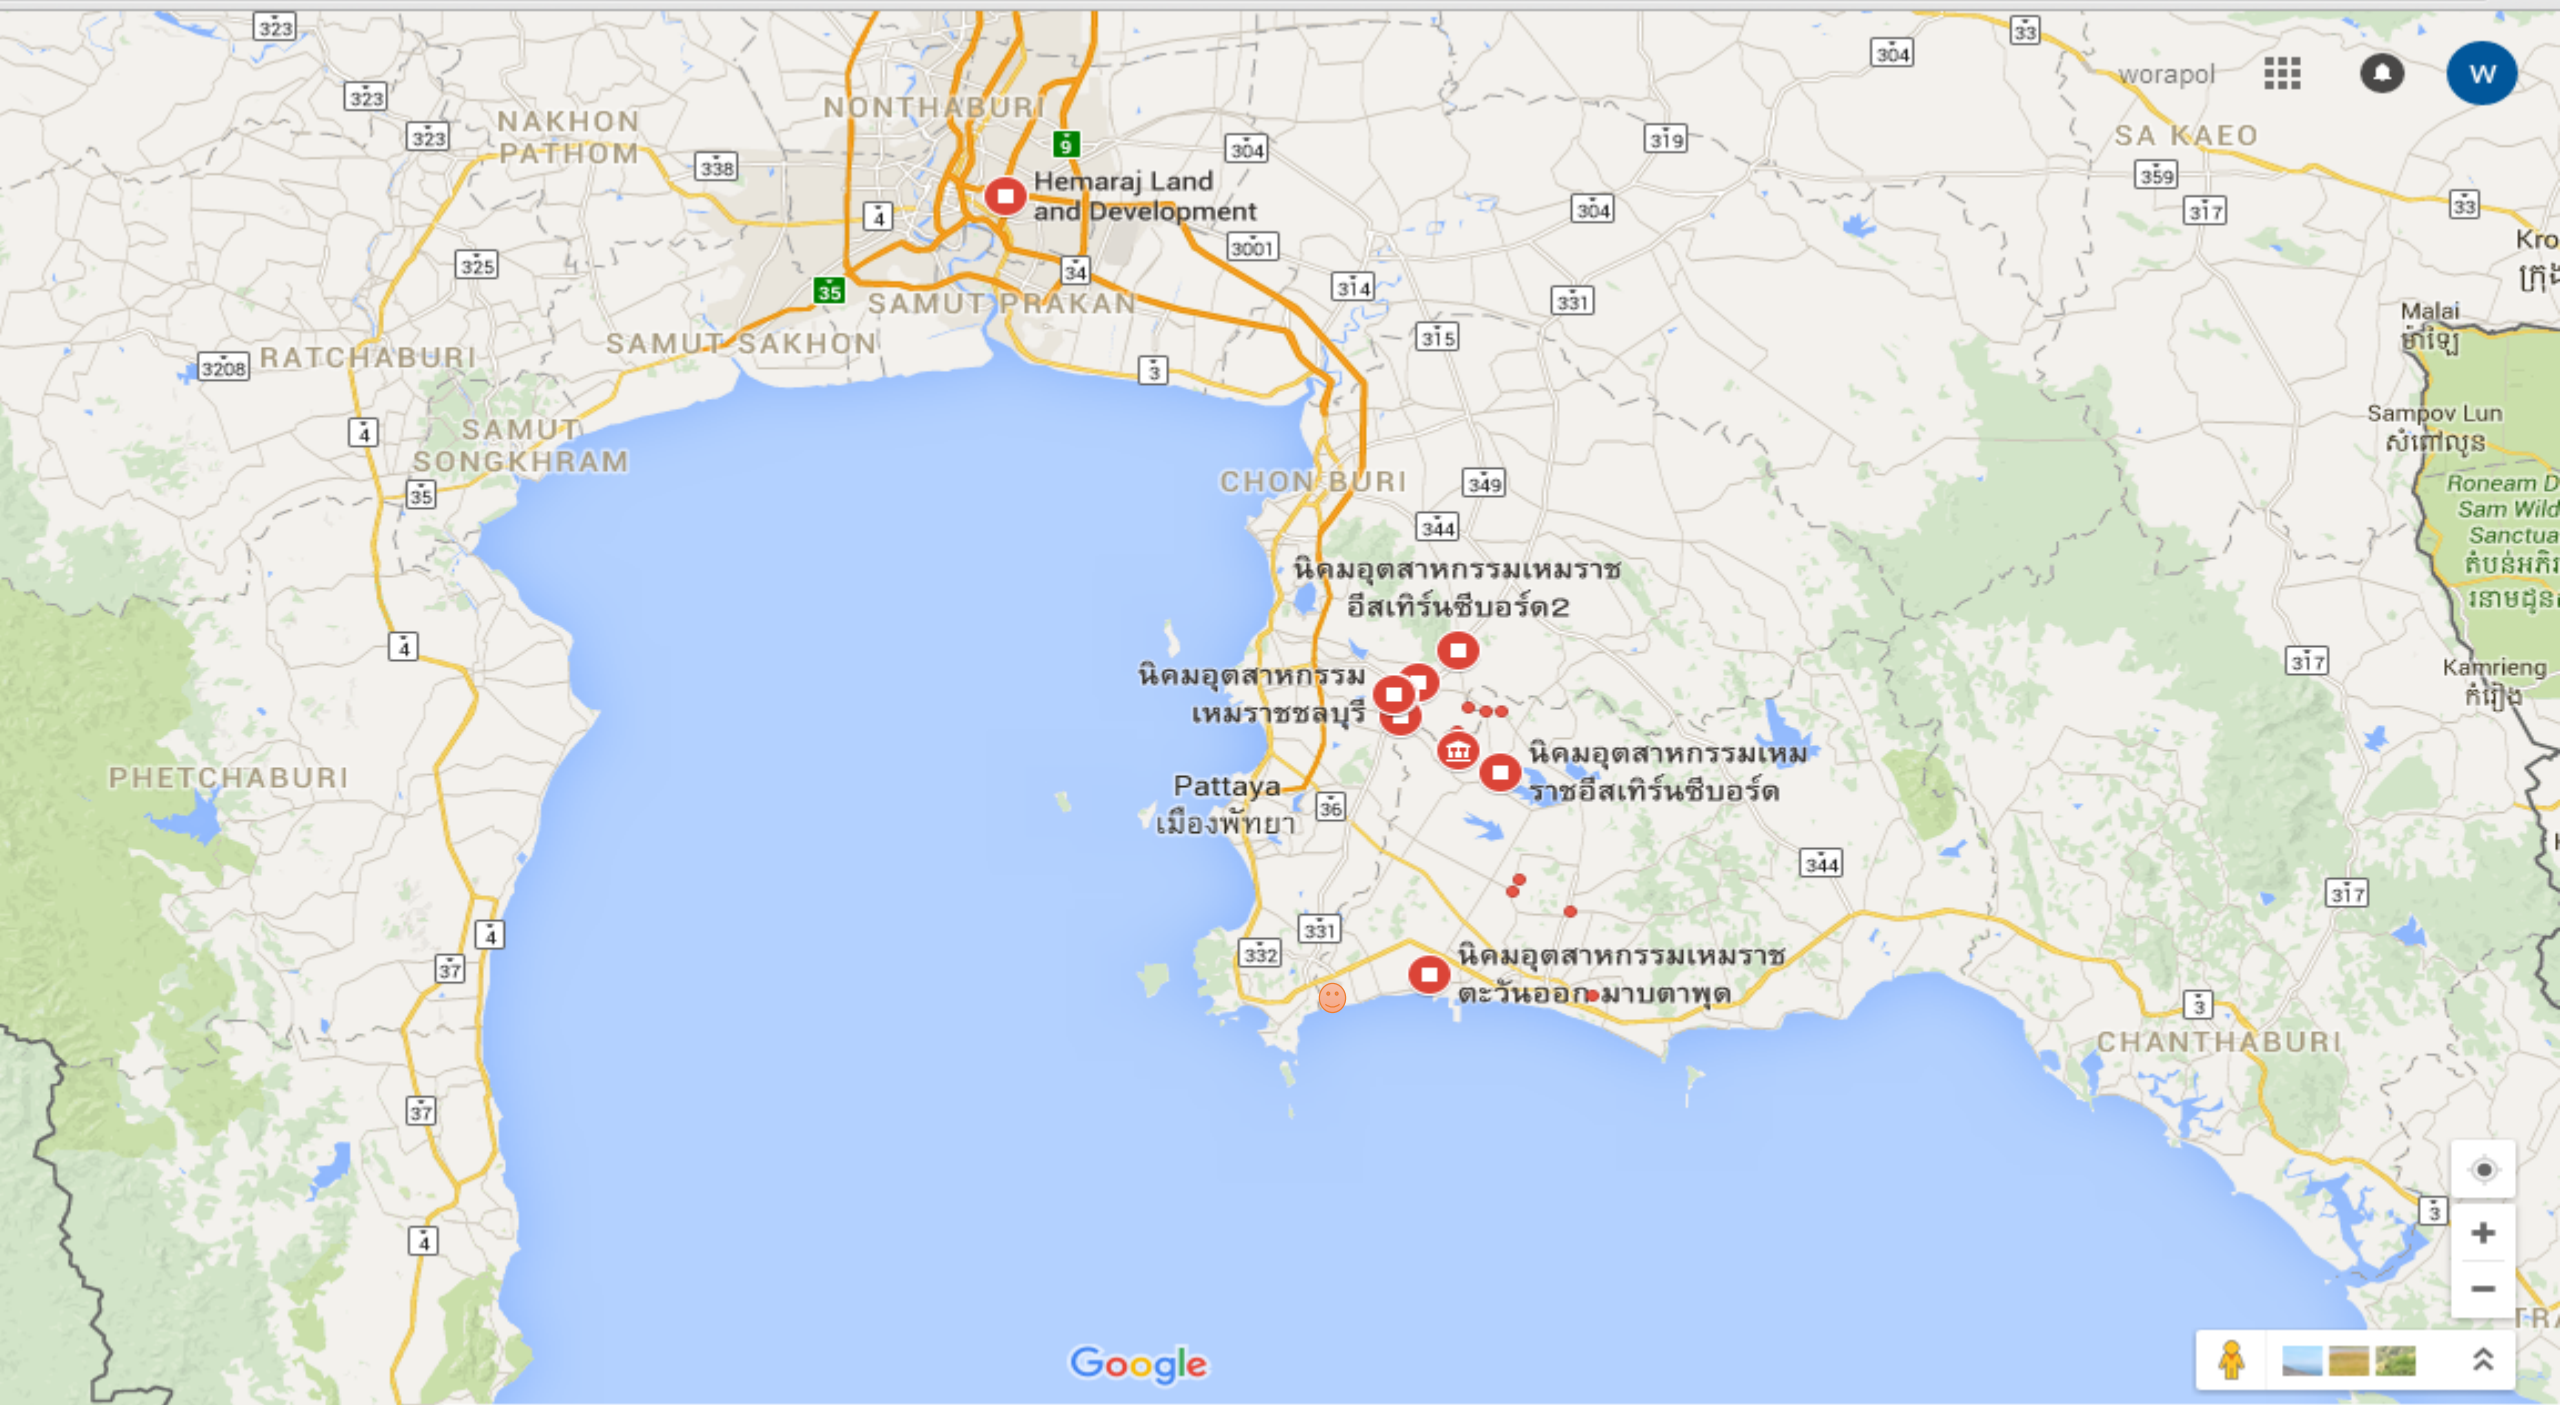 323
33
304
worapol
W
323
NONTHABURI
NAKHON
PATHOM
323
9
304
319
SA KAEO
338
359
Hemaraj Land
and Development
4
304
317
33
3001
325
34
314
331
35
SAMUT PRAKAN
Malai
315
SAMUT SAKHON
RATCHABURI
3208
3
Sampov Lun
សំពៅលូន
4
SAMUT
SONGKHRAM
35
CHON BURI
349
344
นิคมอุตสาหกรรมเหมราช
อีสเทิร์นซีบอร์ด2
4
317
นิคมอุตสาหกรรม
เหมราชชลบุรี
Kamrieng
កំរៀង
นิคมอุตสาหกรรมเหม
ราชอีสเทิร์นซีบอร์ด
PHETCHABURI
Pattaya
เมืองพัทยา
36
344
317
4
331
332
37
นิคมอุตสาหกรรมเหมราช
ตะวันออก มาบตาพุด
3
CHANTHABURI
37
3
4
Google